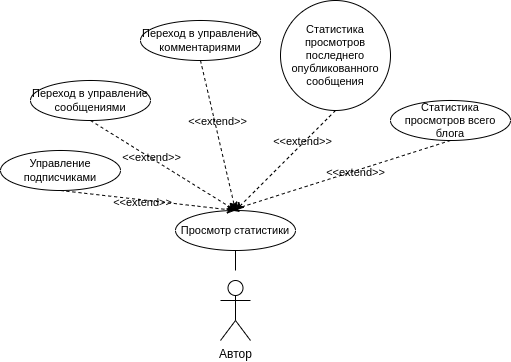 Переход в управление
комментариями
Статистика
просмотров
последнего
опубликованного
сообщения
Переход в управление
сообщениями
Статистика
просмотров всего
блога
<<extend>>
<<extend>>
<<extend>>
<<extend>>
Управление
подписчиками
<<extend>>
Просмотр статистики
Автор